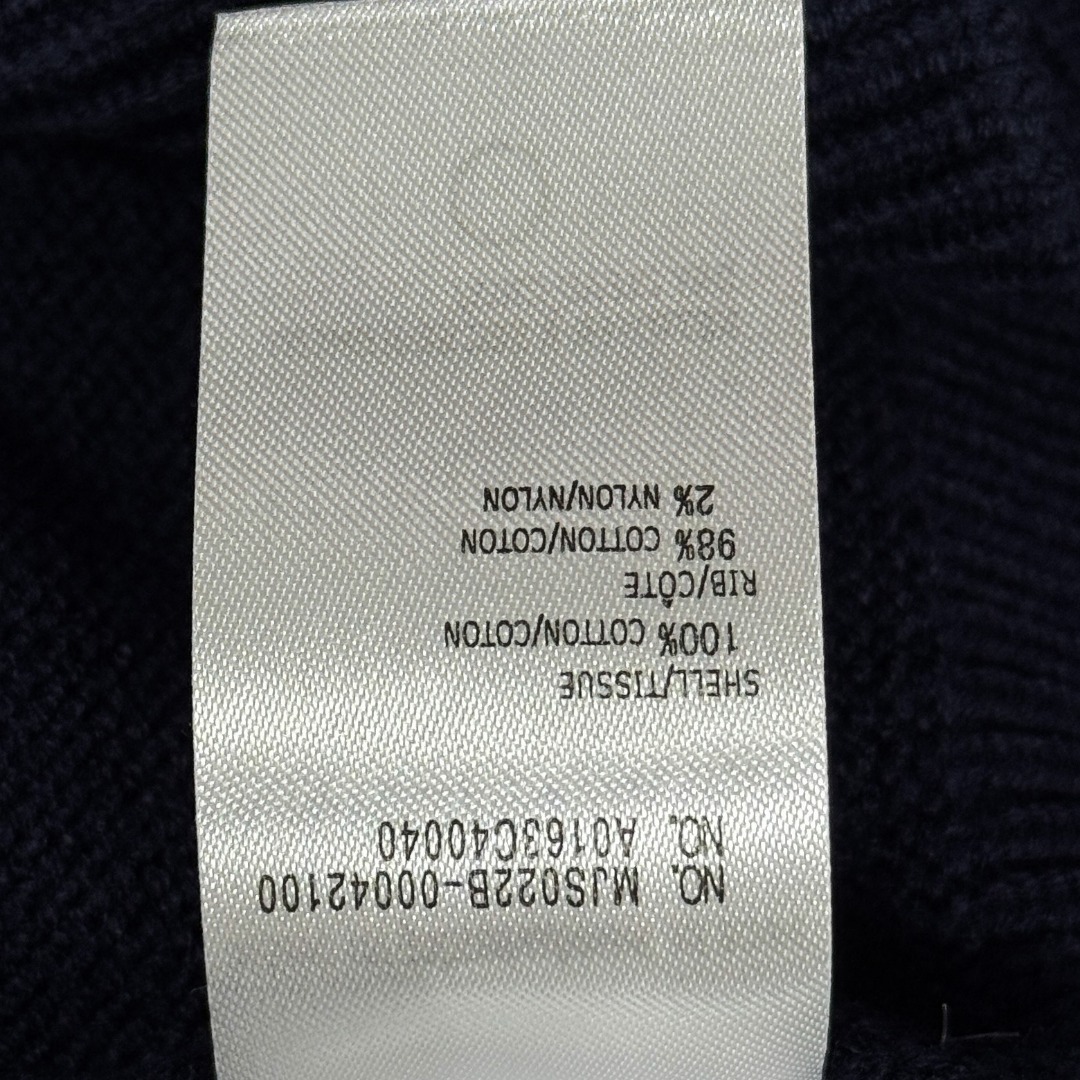 NO. MJS022B-00042100
NO. A0163C40040
SHELL/TISSUE
100% COTTON/COTON
RIB/CÔTE
98% COTTON/COTON
2% NYLON/NYLON